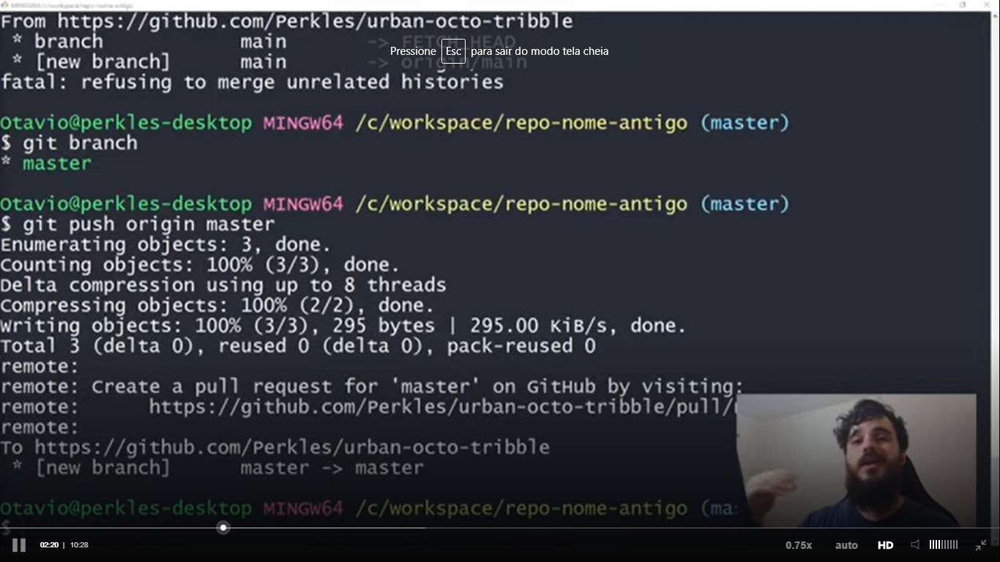 MINGW64:/c/workspace/repo-nome-antigo
From https://github.com/Perkles/urban-octo-tribble
* branch main -> FETCH_HEAD
Pressione Esc para sair do modo tela cheia
* [new branch] main -> origin/main
fatal: refusing to merge unrelated histories
Otavio@perkles-desktop MINGW64 /c/workspace/repo-nome-antigo (master)
$ git branch
* master
Otavio@perkles-desktop MINGW64 /c/workspace/repo-nome-antigo (master)
$ git push origin master
Enumerating objects: 3, done.
Counting objects: 100% (3/3), done.
Delta compression using up to 8 threads
Compressing objects: 100% (2/2), done.
Writing objects: 100% (3/3), 295 bytes | 295.00 KiB/s, done.
Total 3 (delta 0), reused 0 (delta 0), pack-reused 0
remote:
remote: Create a pull request for 'master' on GitHub by visiting:
remote: https://github.com/Perkles/urban-octo-tribble/pull/
remote:
To https://github.com/Perkles/urban-octo-tribble
* [new branch] master -> master
Otavio@perkles-desktop MINGW64 /c/workspace/repo-nome-antigo (ma
$
02:20 | 10:28 0.75x auto HD